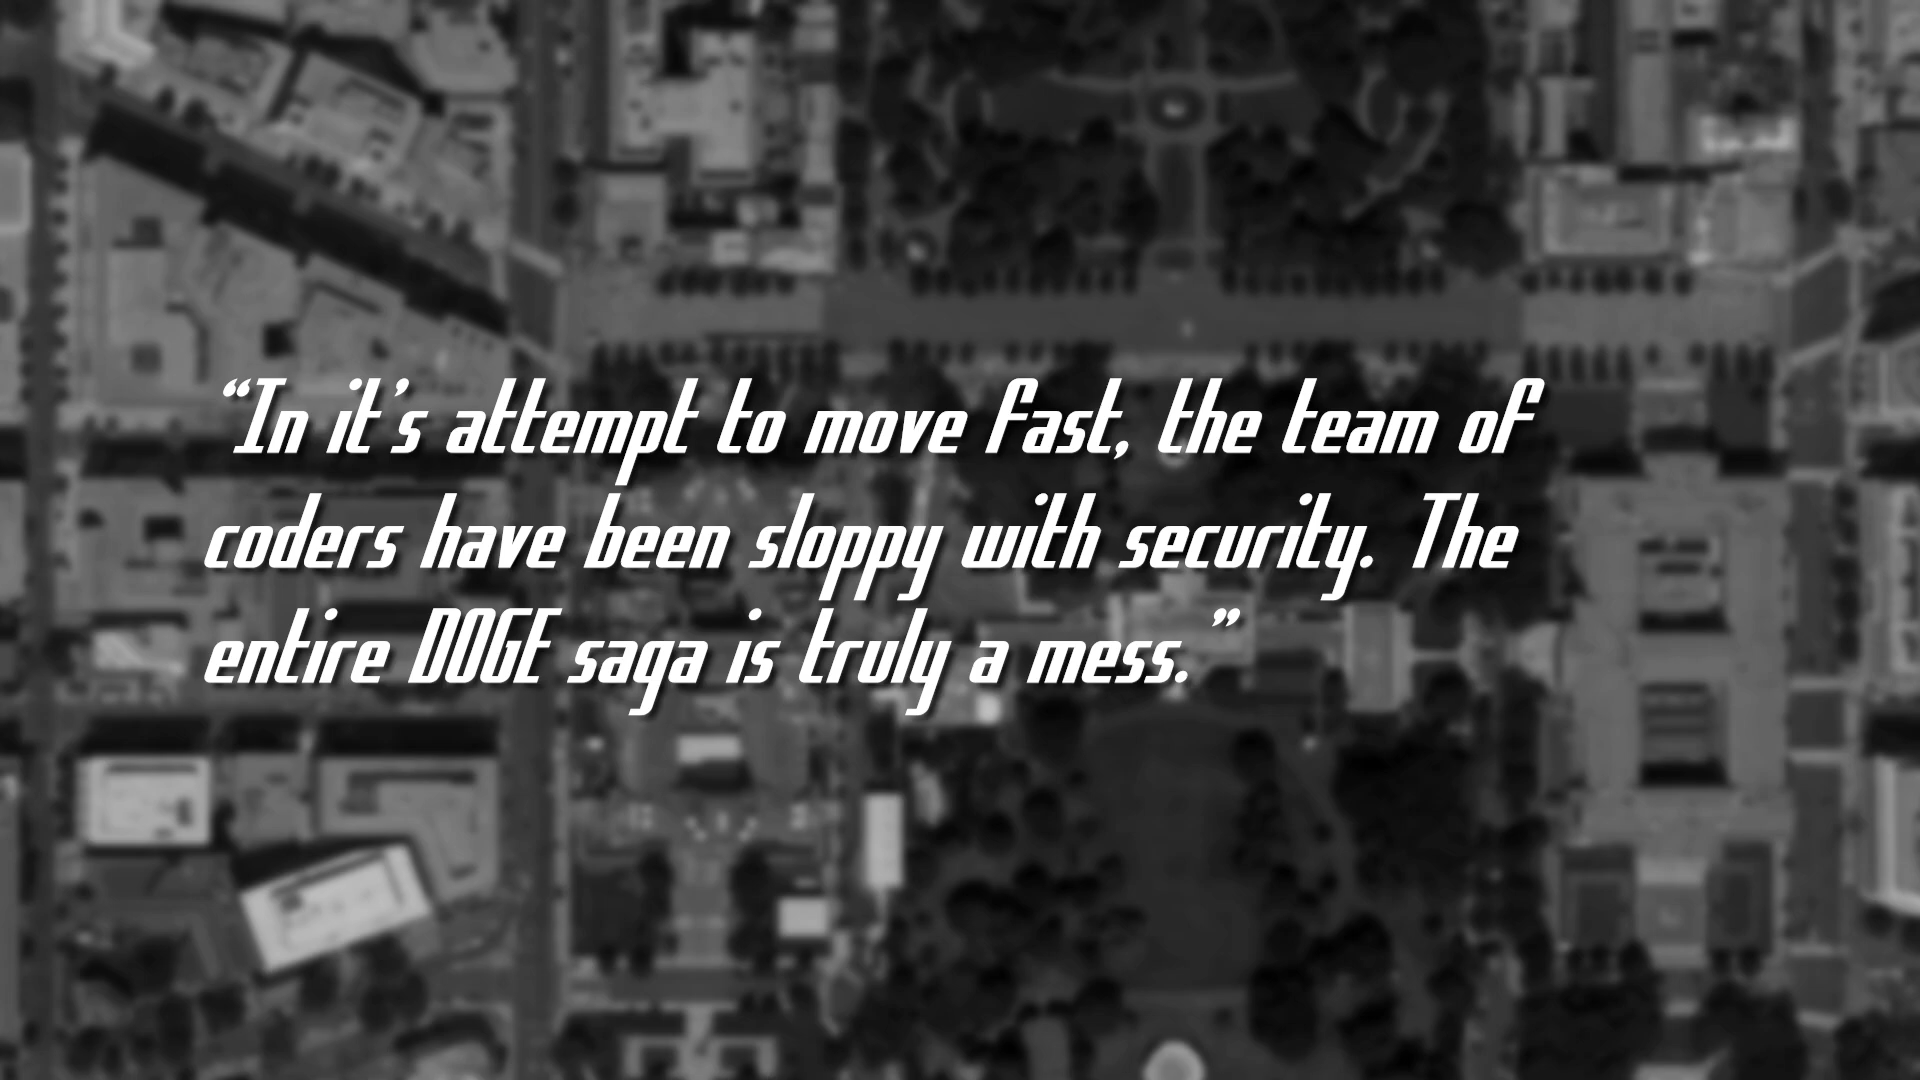 “In it’s attempt to move fast, the team of
coders have been sloppy with security. The
entire DOGE saga is truly a mess.”